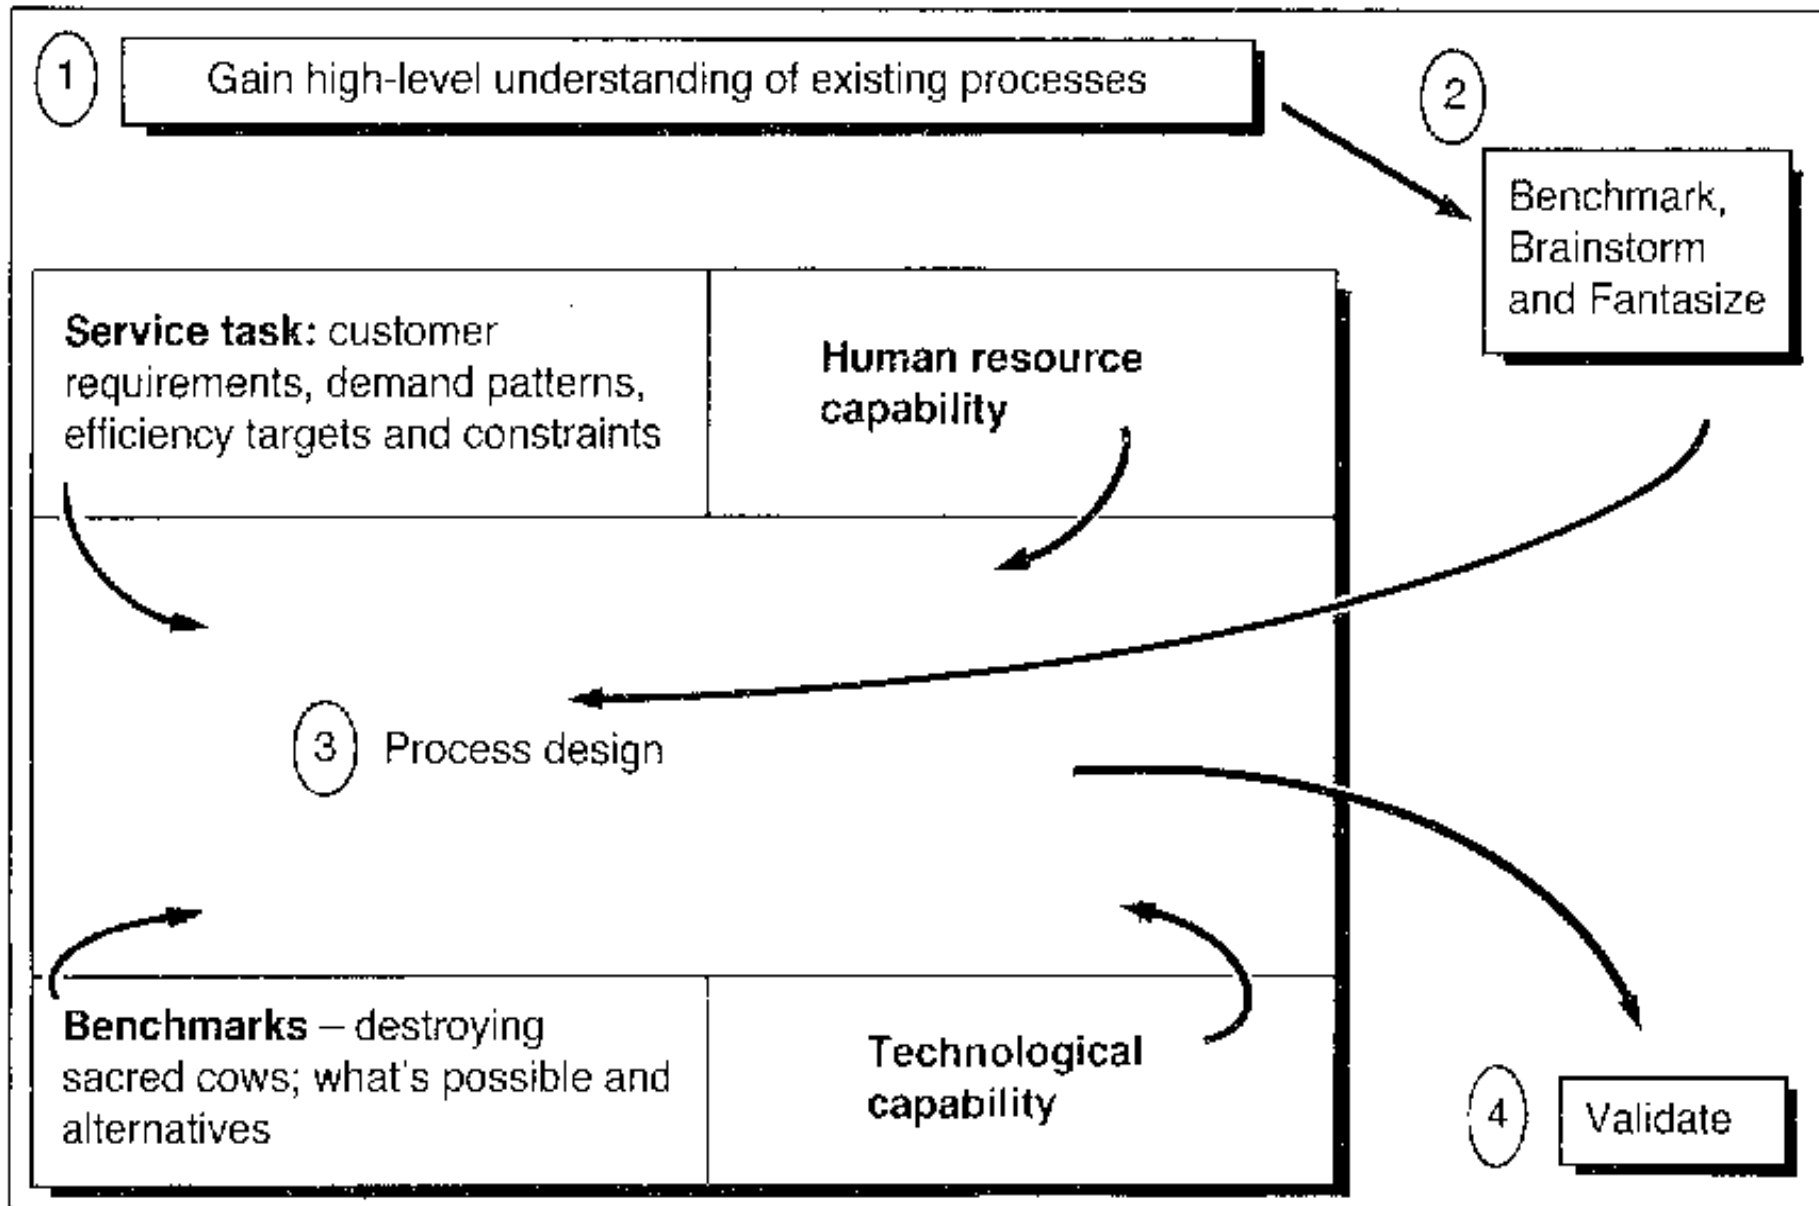 1
Gain high-level understanding of existing processes
2
Benchmark,
Brainstorm
and Fantasize
Service task: customer
requirements, demand patterns,
efficiency targets and constraints
Human resource
capability
3
Process design
Benchmarks – destroying
sacred cows; what's possible and
alternatives
Technological
capability
4
Validate